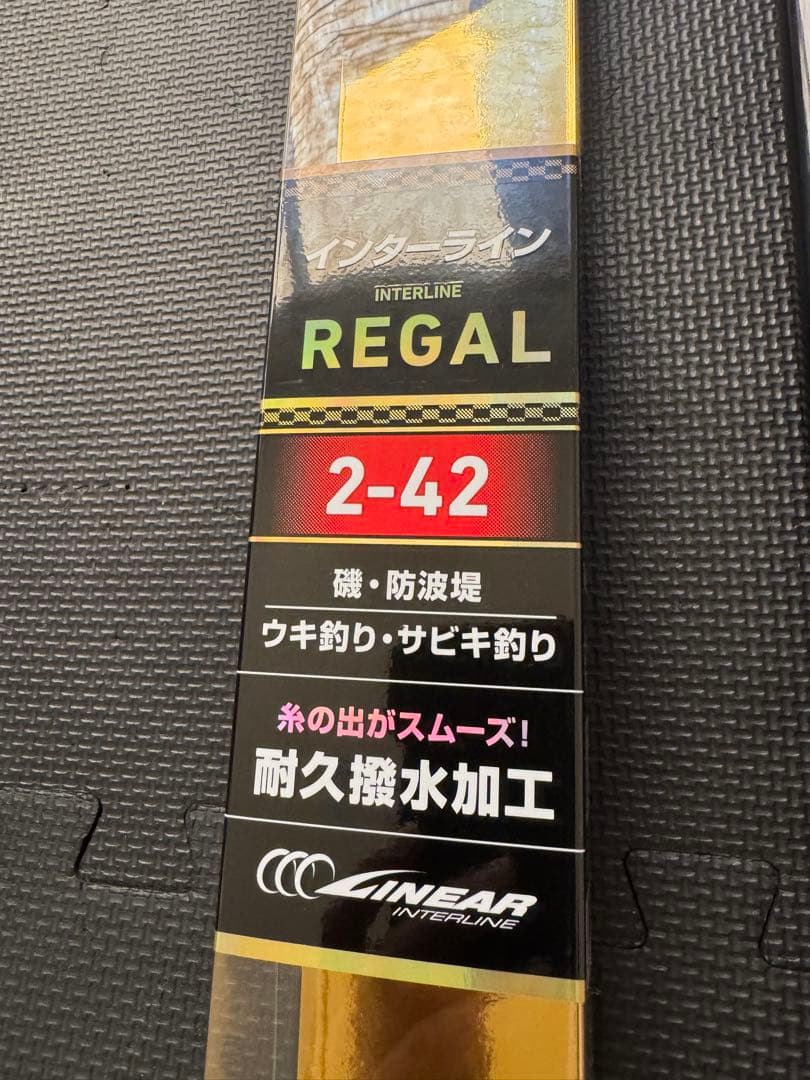 インターライン
INTERLINE
REGAL
2-42
磯・防波堤
ウキ釣り・サビキ釣り
糸の出がスムーズ!
耐久撥水加工
LINEAR
INTERLINE